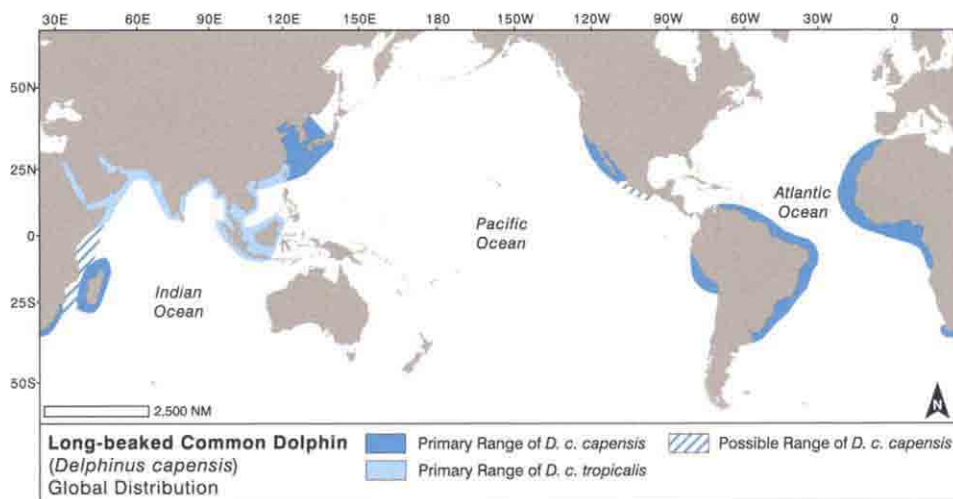 30E 60E 90E 120E 150E 180 150W 120W 90W 60W 30W 0
50N
25N
0
25S
50S
Atlantic
Ocean
Pacific
Ocean
Indian
Ocean
2,500 NM
N
Long-beaked Common Dolphin
(Delphinus capensis)
Global Distribution
Primary Range of D. c. capensis
Primary Range of D. c. tropicalis
Possible Range of D. c. capensis